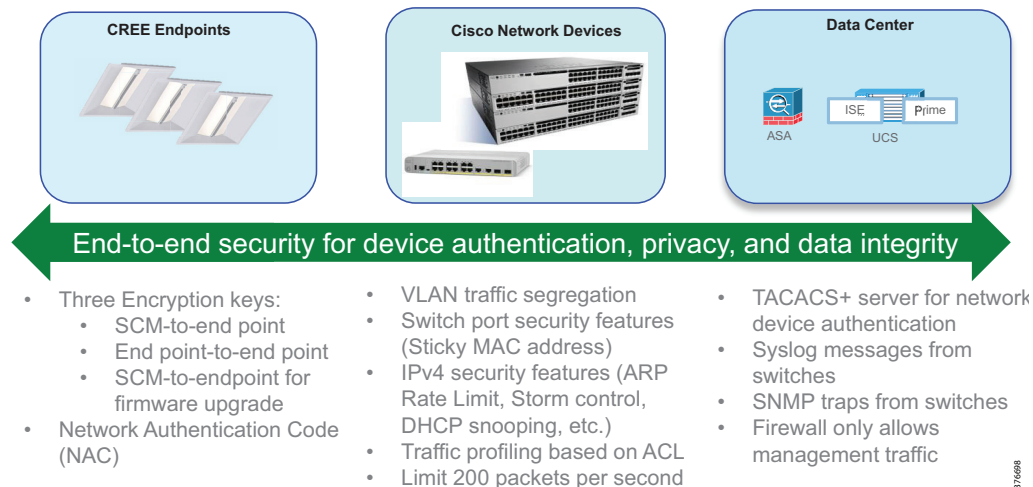 CREE Endpoints
Cisco Network Devices
Data Center
ISE
Prime
ASA
UCS
End-to-end security for device authentication, privacy, and data integrity
• Three Encryption keys:
• SCM-to-end point
• End point-to-end point
• SCM-to-endpoint for
firmware upgrade
• Network Authentication Code
(NAC)
• VLAN traffic segregation
• Switch port security features
(Sticky MAC address)
• IPv4 security features (ARP
Rate Limit, Storm control,
DHCP snooping, etc.)
• Traffic profiling based on ACL
• Limit 200 packets per second
• TACACS+ server for network
device authentication
• Syslog messages from
switches
• SNMP traps from switches
• Firewall only allows
management traffic
376698